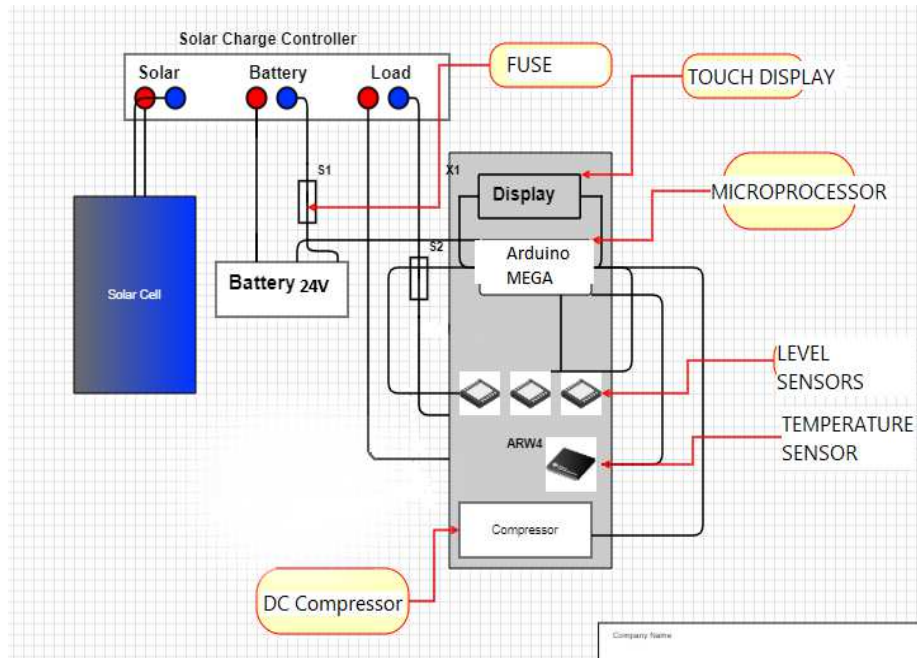 Solar Charge Controller
Solar
Battery
Load
FUSE
TOUCH DISPLAY
S1
X1
Display
MICROPROCESSOR
S2
Arduino
MEGA
Battery 24V
Solar Cell
LEVEL
SENSORS
TEMPERATURE
SENSOR
ARW4
Compressor
DC Compressor
Company Name